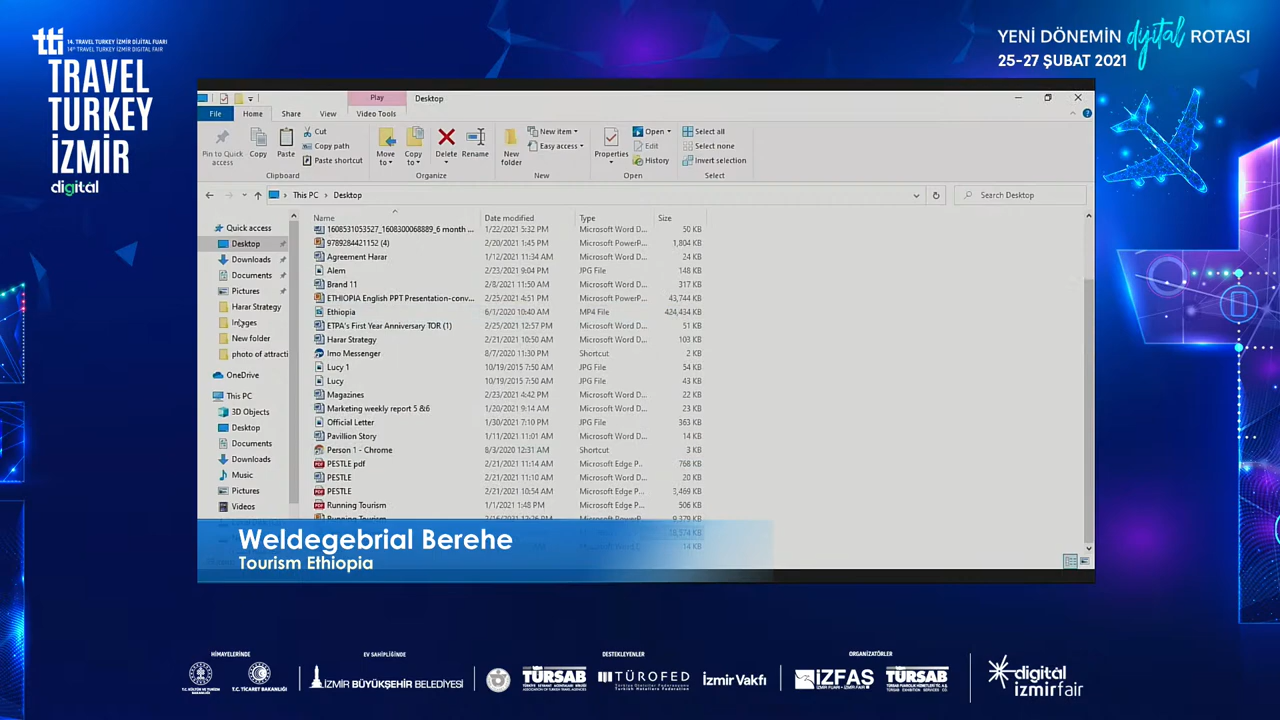 tti 14. TRAVEL TURKEY İZMİR DİJİTAL FUARI
14th TRAVEL TURKEY İZMİR DIGITAL FAIR
TRAVEL
TURKEY
İZMİR
digital
YENİ DÖNEMİN dijital ROTASI
25-27 ŞUBAT 2021
Play Desktop
File Home Share View Video Tools
Pin to Quick access
Copy
Paste
Cut
Copy path
Paste shortcut
Move to
Copy to
Delete
Rename
New folder
New item
Easy access
Properties
Open
Edit
History
Select all
Select none
Invert selection
Clipboard Organize New Open Select
This PC Desktop
Search Desktop
Quick access
Desktop
Downloads
Documents
Pictures
Harar Strategy
Images
New folder
photo of attracti
OneDrive
This PC
3D Objects
Desktop
Documents
Downloads
Music
Pictures
Videos
Name Date modified Type Size
1608531053527_1608300068889_6 month ... 1/22/2021 5:32 PM Microsoft Word D... 50 KB
9789284421152 (4) 2/20/2021 1:45 PM Microsoft PowerP... 1,804 KB
Agreement Harar 1/12/2021 11:34 AM Microsoft Word D... 24 KB
Alem 2/23/2021 9:04 PM JPG File 148 KB
Brand 11 2/8/2021 11:50 AM Microsoft Word D... 317 KB
ETHIOPIA English PPT Presentation-conv... 2/25/2021 4:51 PM Microsoft PowerP... 43,744 KB
Ethiopia 6/1/2020 10:40 AM MP4 File 424,434 KB
ETPA's First Year Anniversary TOR (1) 2/25/2021 12:57 PM Microsoft Word D... 51 KB
Harar Strategy 2/21/2021 7:50 AM Microsoft Word D... 103 KB
Imo Messenger 8/7/2020 11:30 PM Shortcut 2 KB
Lucy 1 10/19/2015 7:50 AM JPG File 54 KB
Lucy 10/19/2015 7:50 AM JPG File 43 KB
Magazines 2/23/2021 4:42 PM Microsoft Word D... 22 KB
Marketing weekly report 5 &6 1/20/2021 9:14 AM Microsoft Word D... 23 KB
Official Letter 1/30/2021 7:10 PM JPG File 363 KB
Pavillion Story 1/11/2021 11:01 AM Microsoft Word D... 14 KB
Person 1 - Chrome 8/3/2020 12:31 AM Shortcut 3 KB
PESTLE pdf 2/21/2021 11:14 AM Microsoft Edge P... 768 KB
PESTLE 2/21/2021 11:10 AM Microsoft Word D... 20 KB
PESTLE 2/21/2021 10:54 AM Microsoft Edge P... 3,469 KB
Running Tourism 1/1/2021 1:48 PM Microsoft Edge P... 506 KB
Running Tourism
14 KB
Weldegebrial Berehe
Tourism Ethiopia
HİMAYELERİNDE EV SAHİPLİĞİNDE DESTEKLEYENLER ORGANİZATÖRLER
T.C. KÜLTÜR VE TURİZM BAKANLIĞI
T.C. TİCARET BAKANLIĞI
İZMİR BÜYÜKŞEHİR BELEDİYESİ
TÜRSAB
TÜROFED
İzmir Vakfı
İZFAŞ
TÜRSAB
digital izmirfair